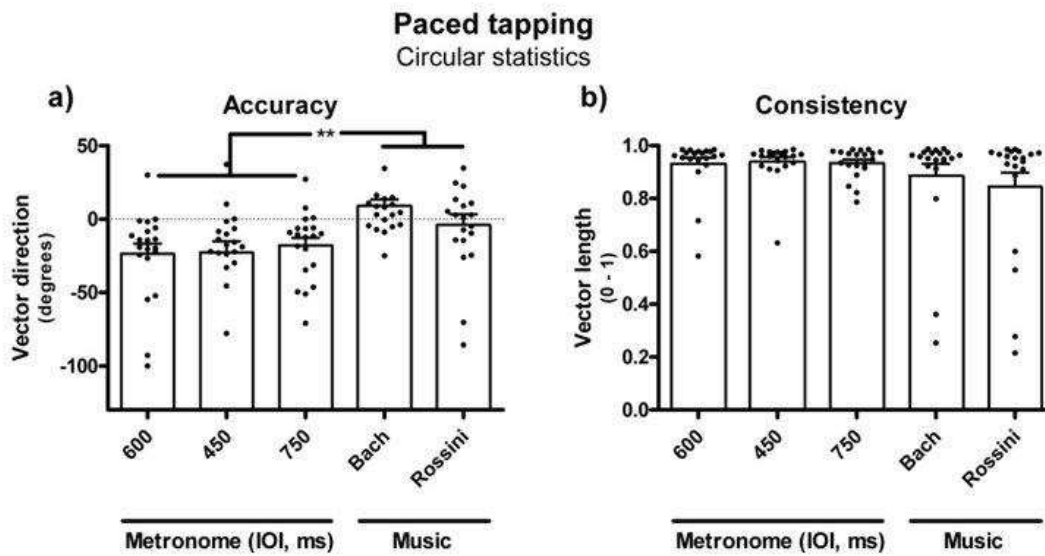 Paced tapping
Circular statistics
a)
Accuracy
**
50
0
-50
-100
Vector direction
(degrees)
600
450
750
Bach
Rossini
Metronome (IOI, ms)
Music
b)
Consistency
1.0
0.8
0.6
0.4
0.2
0.0
Vector length
(0 - 1)
600
450
750
Bach
Rossini
Metronome (IOI, ms)
Music